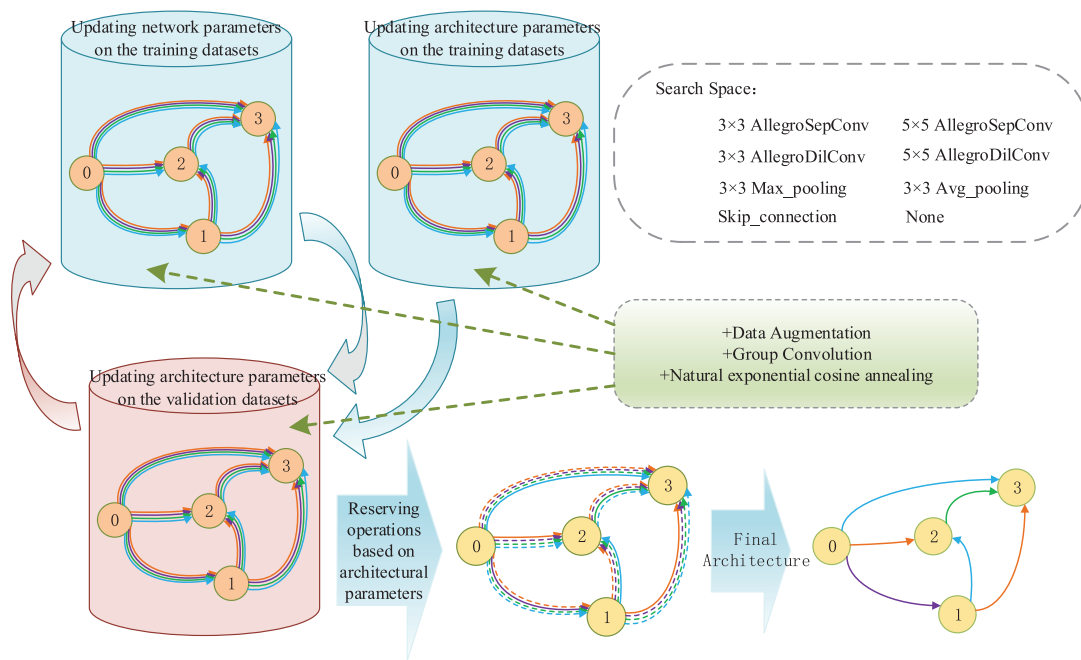 Updating network parameters
on the training datasets
3
2
0
1
Updating architecture parameters
on the training datasets
3
2
0
1
Search Space：
3×3 AllegroSepConv
5×5 AllegroSepConv
3×3 AllegroDilConv
5×5 AllegroDilConv
3×3 Max_pooling
3×3 Avg_pooling
Skip_connection
None
+Data Augmentation
+Group Convolution
+Natural exponential cosine annealing
Updating architecture parameters
on the validation datasets
3
2
0
1
Reserving
operations
based on
architectural
parameters
3
2
0
1
Final
Architecture
3
2
0
1